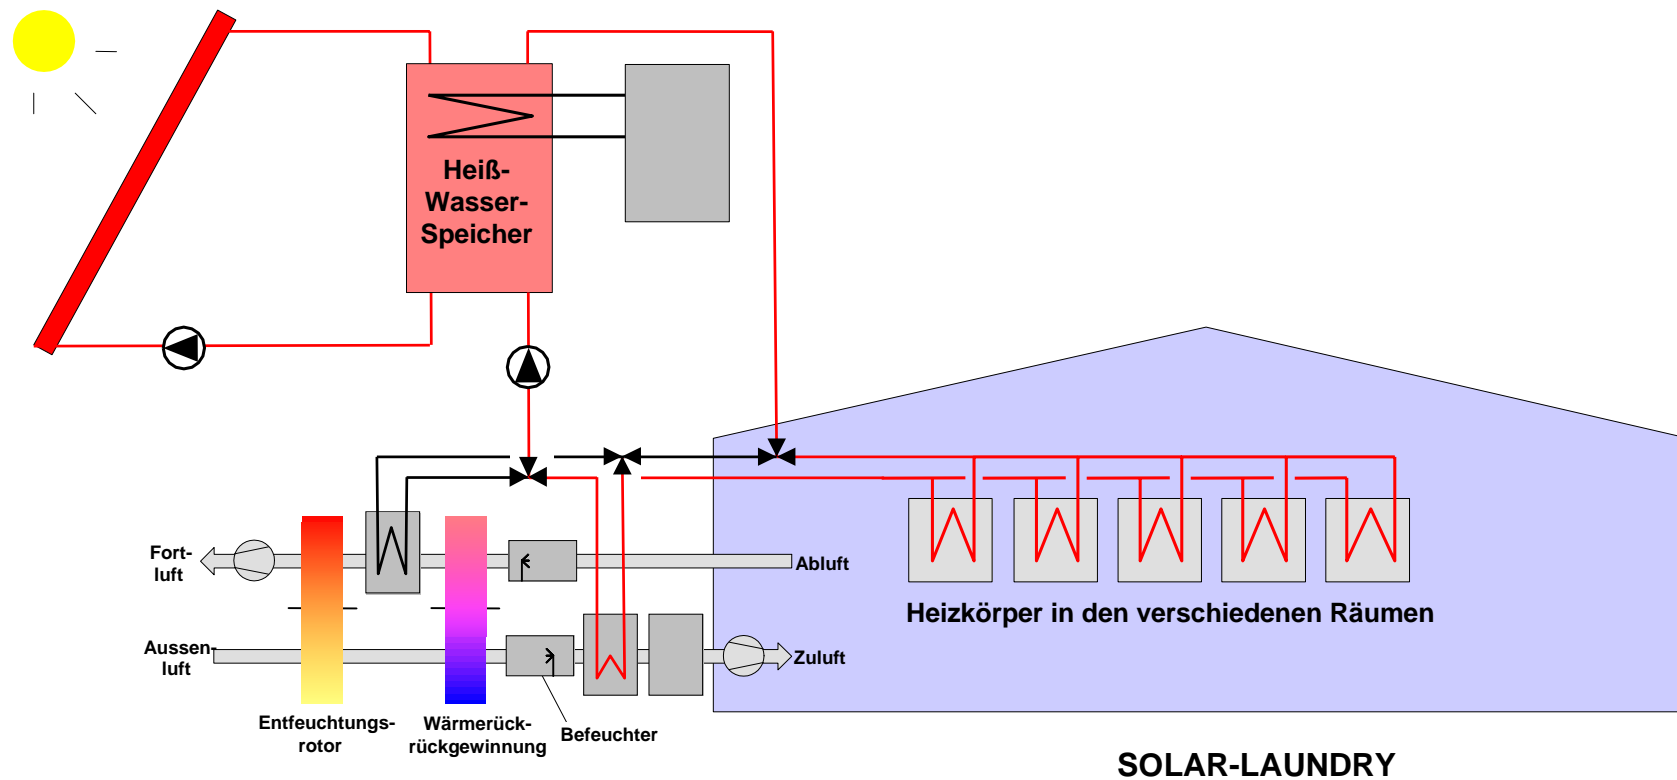 Heiß-
Wasser-
Speicher
Fort-
luft
Abluft
Heizkörper in den verschiedenen Räumen
Aussen-
luft
Zuluft
Entfeuchtungs-
rotor
Wärmerück-
rückgewinnung
Befeuchter
SOLAR-LAUNDRY